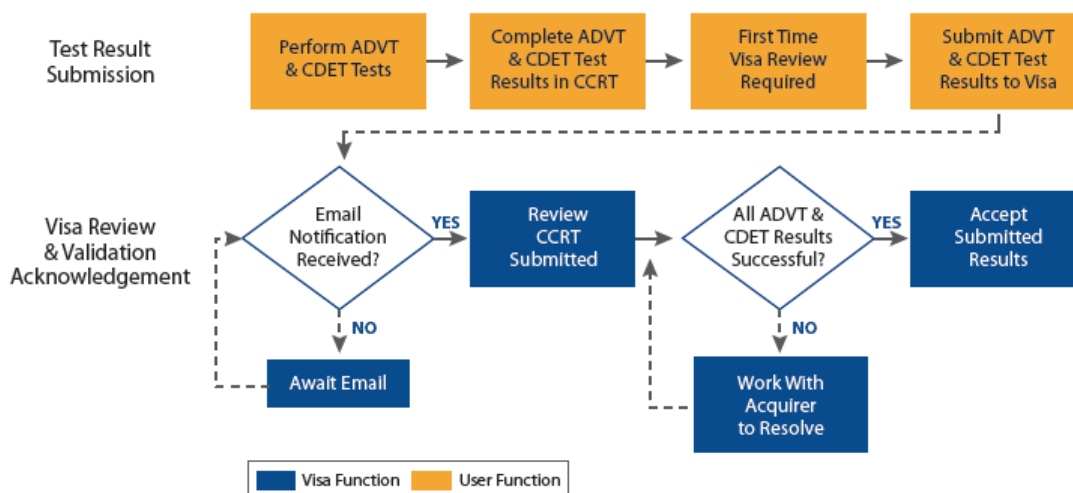 Test Result
Submission
Perform ADVT
& CDET Tests
Complete ADVT
& CDET Test
Results in CCRT
First Time
Visa Review
Required
Submit ADVT
& CDET Test
Results to Visa
Visa Review
& Validation
Acknowledgement
Email
Notification
Received?
YES
Review
CCRT
Submitted
All ADVT &
CDET Results
Successful?
YES
Accept
Submitted
Results
NO
Await Email
NO
Work With
Acquirer
to Resolve
Visa Function
User Function